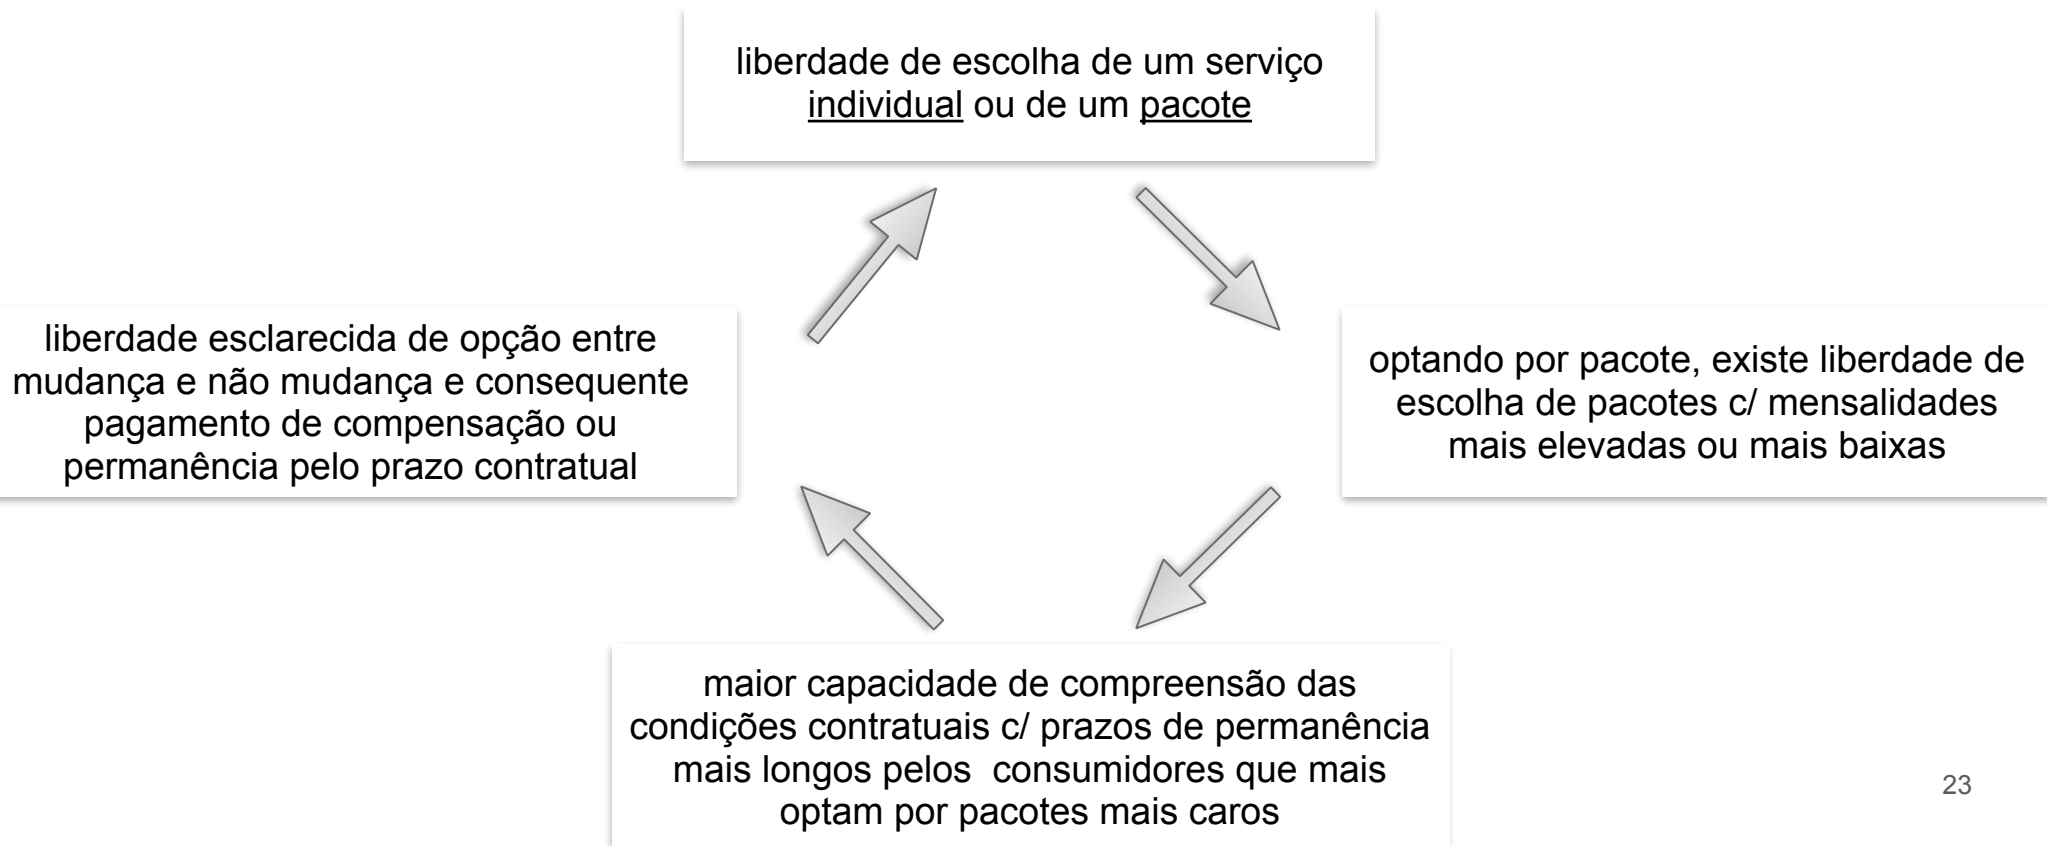 liberdade de escolha de um serviço
individual ou de um pacote
liberdade esclarecida de opção entre
mudança e não mudança e consequente
pagamento de compensação ou
permanência pelo prazo contratual
optando por pacote, existe liberdade de
escolha de pacotes c/ mensalidades
mais elevadas ou mais baixas
maior capacidade de compreensão das
condições contratuais c/ prazos de permanência
mais longos pelos  consumidores que mais
optam por pacotes mais caros
23